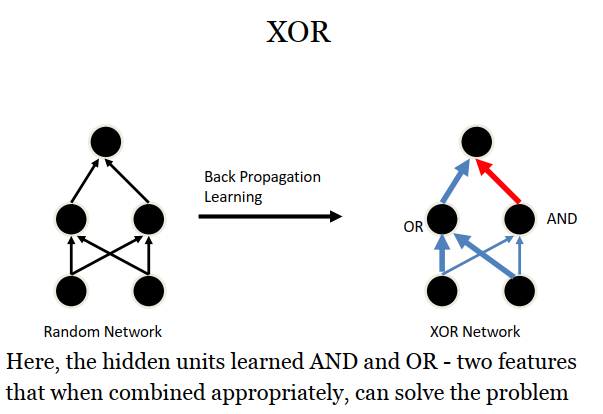 XOR
Back Propagation
Learning
OR
AND
Random Network
XOR Network
Here, the hidden units learned AND and OR - two features
that when combined appropriately, can solve the problem